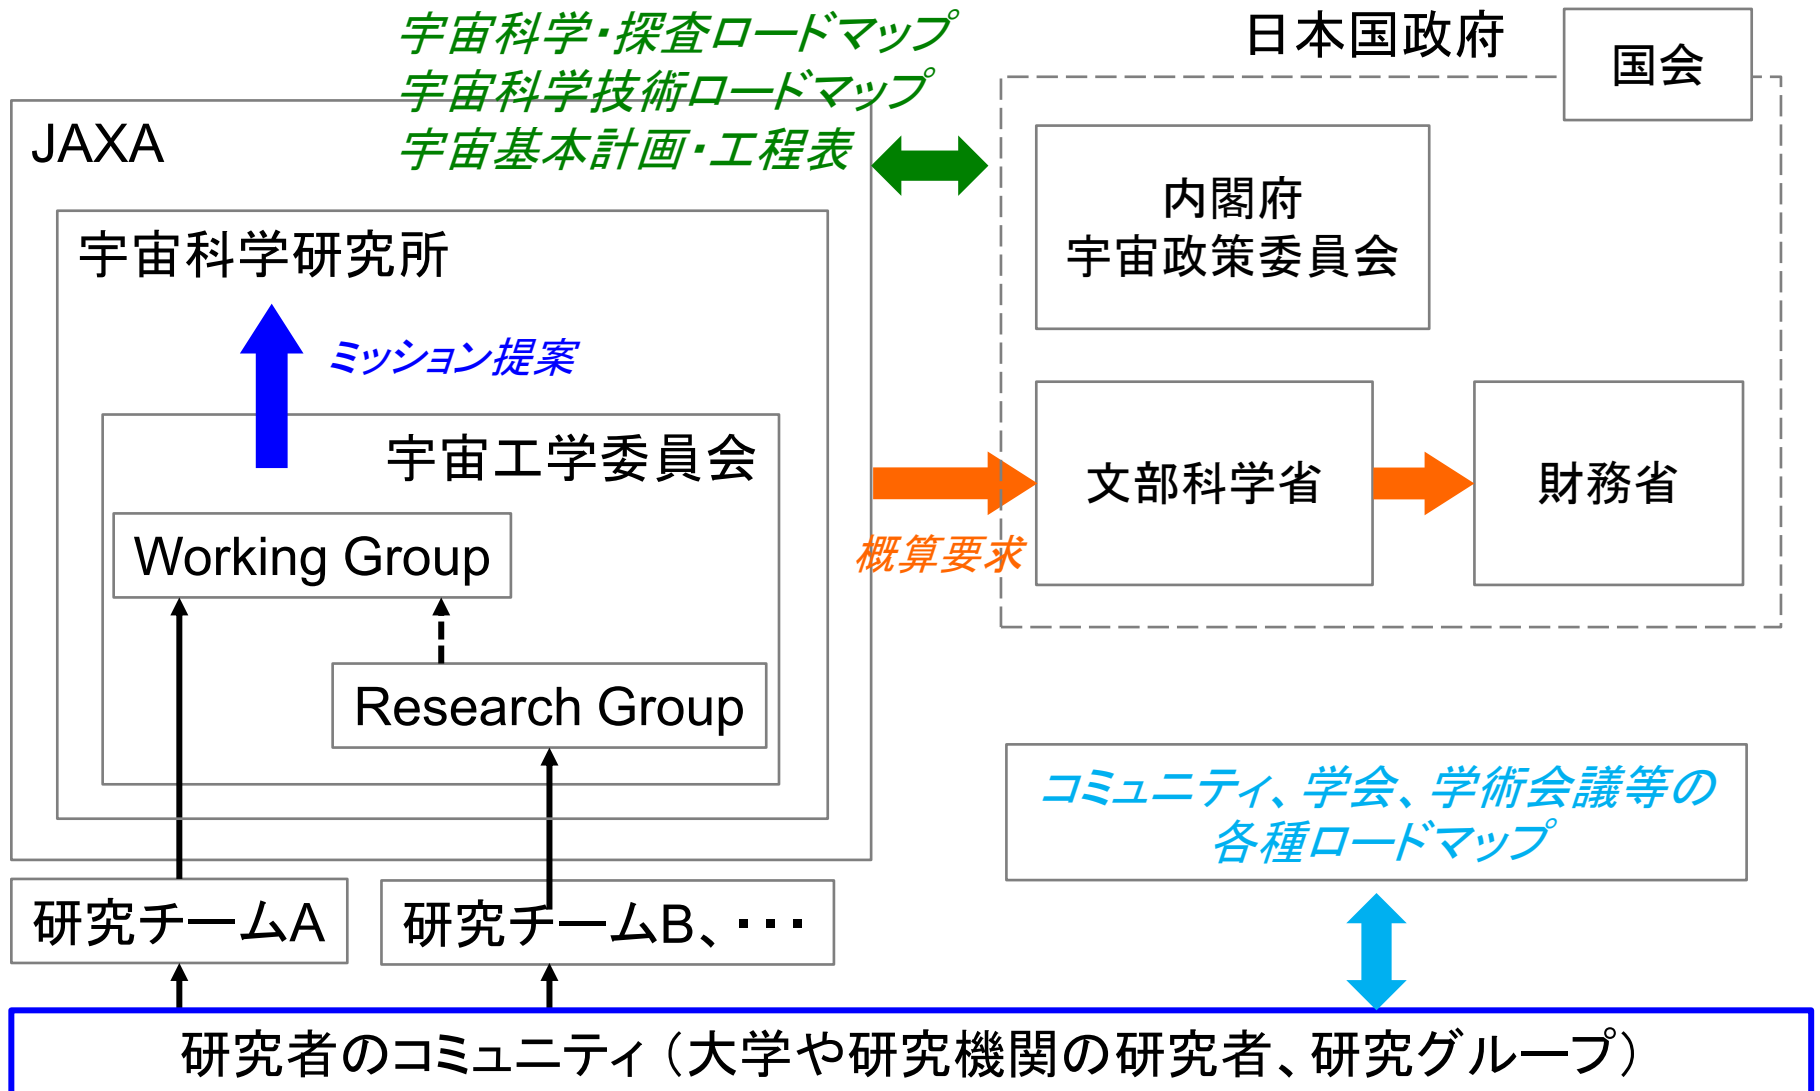 宇宙科学・探査ロードマップ
宇宙科学技術ロードマップ
宇宙基本計画・工程表
日本国政府
国会
JAXA
内閣府
宇宙政策委員会
宇宙科学研究所
ミッション提案
宇宙工学委員会
文部科学省
財務省
概算要求
Working Group
Research Group
コミュニティ、学会、学術会議等の
各種ロードマップ
研究チームA
研究チームB、・・・
研究者のコミュニティ（大学や研究機関の研究者、研究グループ）